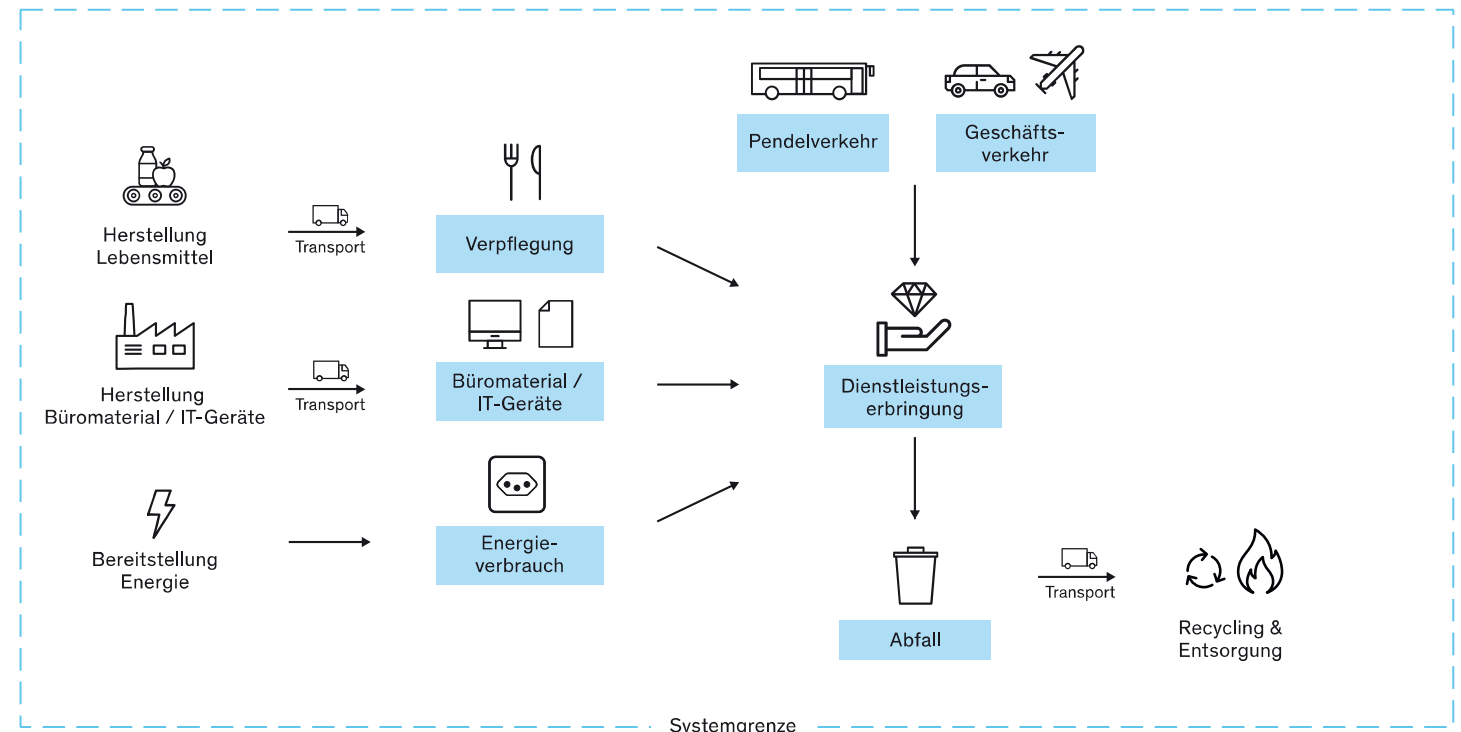 Pendelverkehr
Geschäfts-
verkehr
Herstellung
Lebensmittel
Transport
Verpflegung
Herstellung
Büromaterial / IT-Geräte
Transport
Büromaterial /
IT-Geräte
Dienstleistungs-
erbringung
Bereitstellung
Energie
Energie-
verbrauch
Abfall
Transport
Recycling &
Entsorgung
Systemgrenze